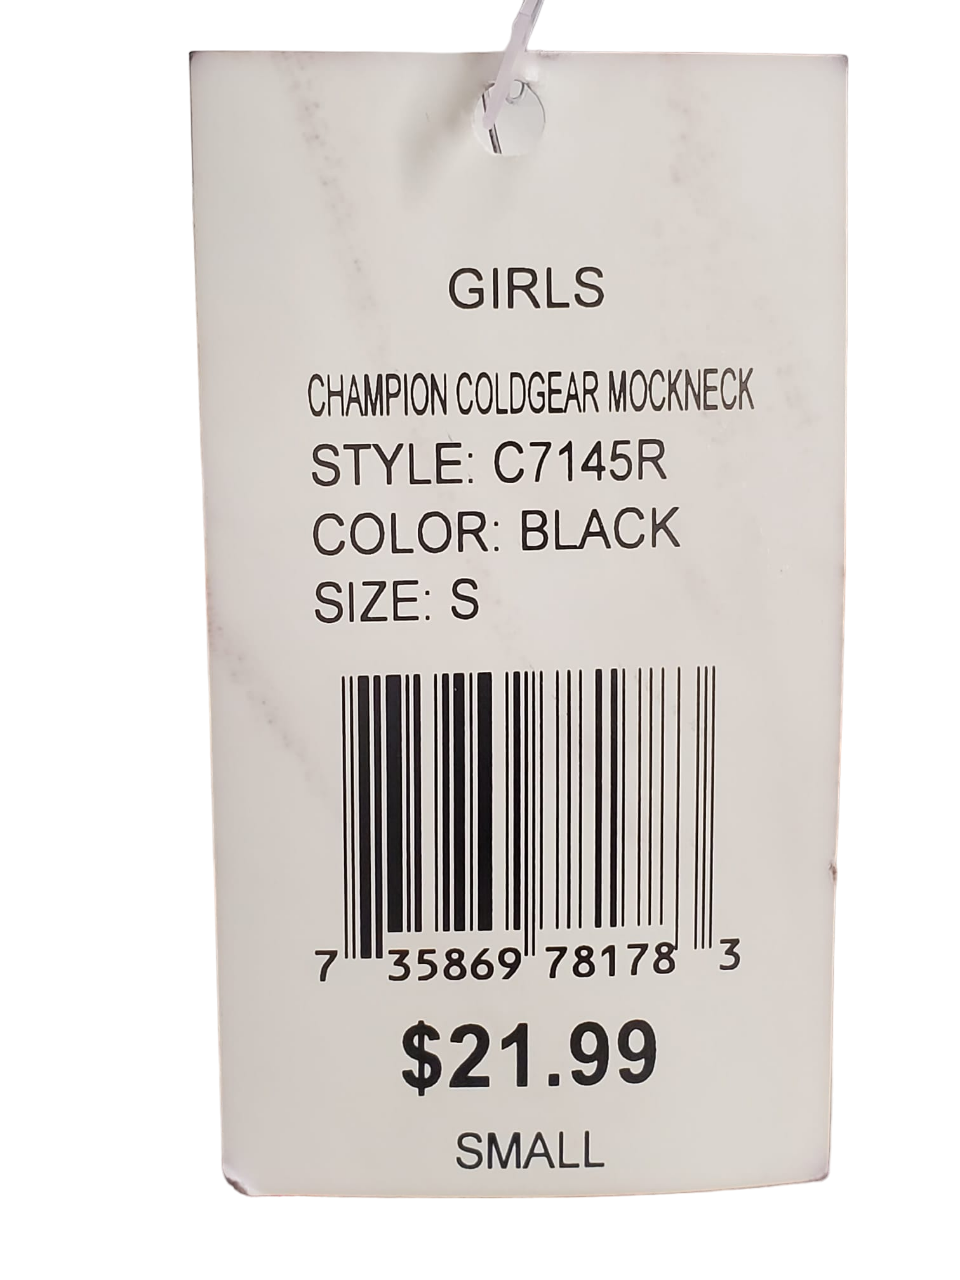 GIRLS
CHAMPION COLDGEAR MOCKNECK
STYLE: C7145R
COLOR: BLACK
SIZE: S
7 35869 78178 3
$21.99
SMALL